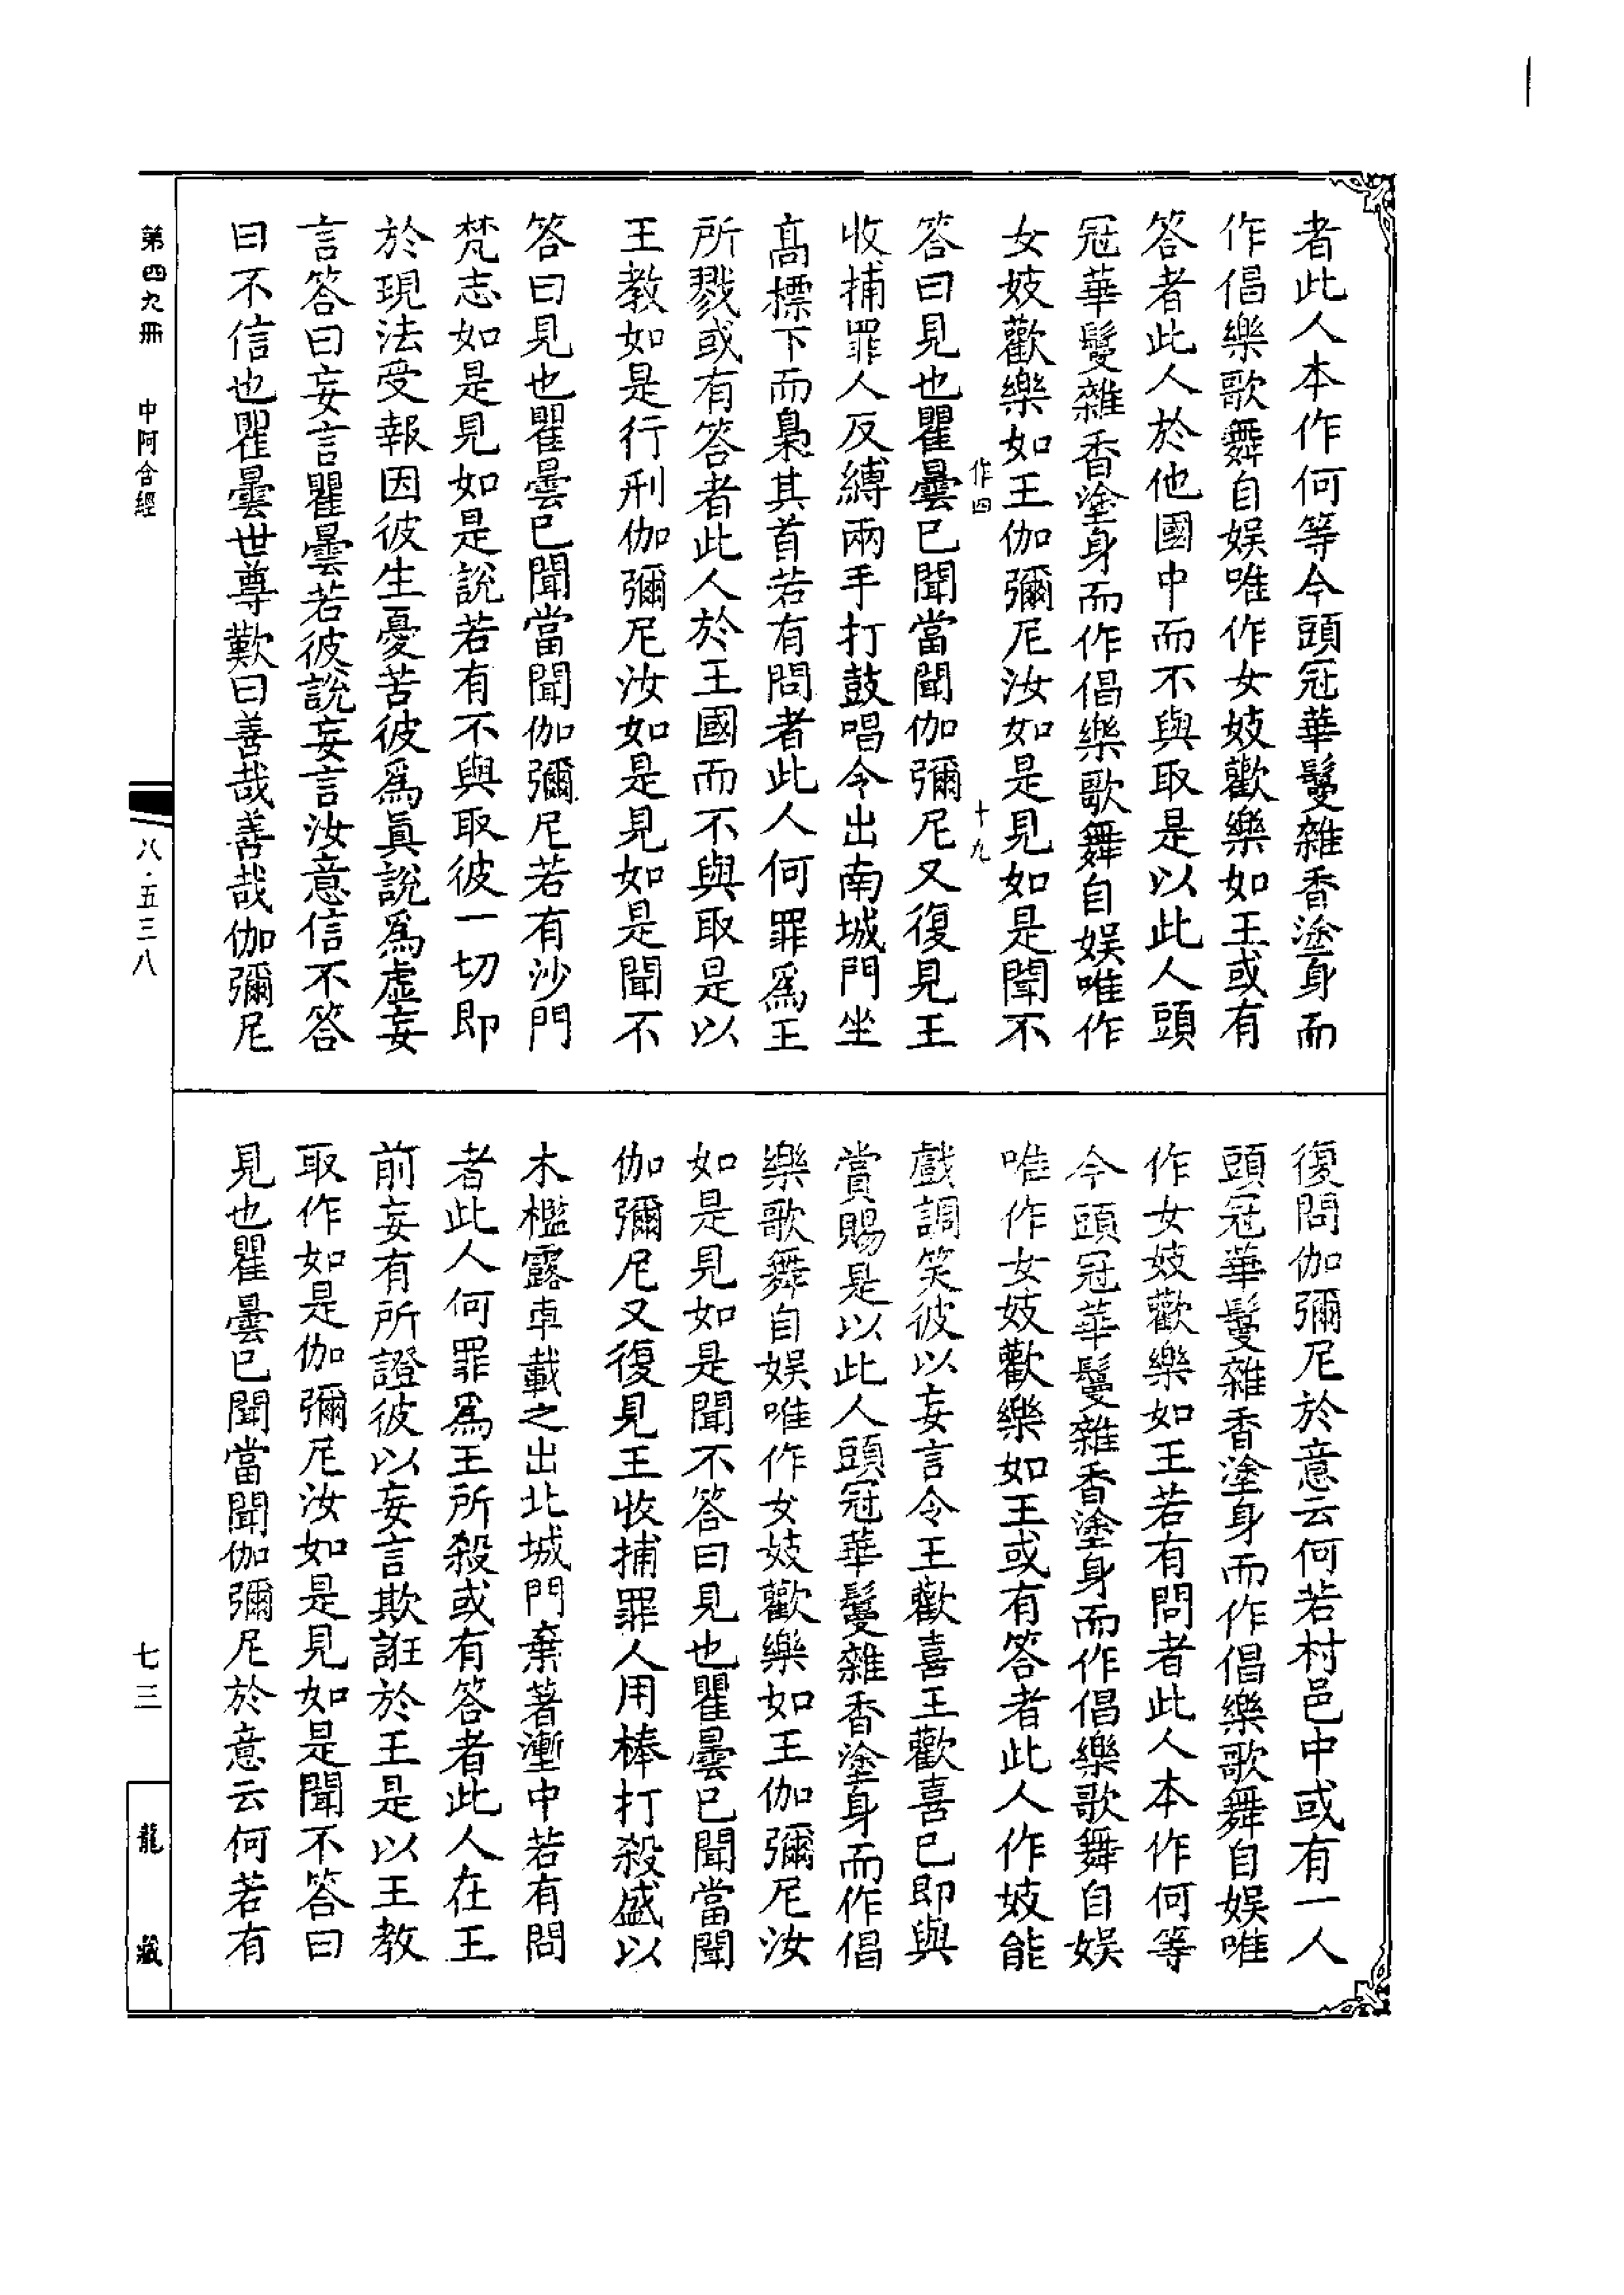 者此人本作何等今頭冠華鬘雜香塗身而
作倡樂歌舞自娛唯作女妓歡樂如王或有
答者此人於他國中而不與取是以此人頭
冠華鬘雜香塗身而作倡樂歌舞自娛唯作
女妓歡樂如王伽彌尼汝如是見如是聞不
作四 十九
答曰見也瞿曇已聞當聞伽彌尼又復見王
收捕罪人反縛兩手打鼓唱令出南城門坐
高標下而梟其首若有問者此人何罪為王
所戮或有答者此人於王國而不與取是以
王教如是行刑伽彌尼汝如是見如是聞不
答曰見也瞿曇已聞當聞伽彌尼若有沙門
梵志如是見如是說若有不與取彼一切即
於現法受報因彼生憂苦彼為真說為虛妄
言答曰妄言瞿曇若彼說妄言汝意信不答
曰不信也瞿曇世尊歎曰善哉善哉伽彌尼
復問伽彌尼於意云何若村邑中或有一人
頭冠華鬘雜香塗身而作倡樂歌舞自娛唯
作女妓歡樂如王若有問者此人本作何等
今頭冠華鬘雜香塗身而作倡樂歌舞自娛
唯作女妓歡樂如王或有答者此人作妓能
戲調笑彼以妄言令王歡喜王歡喜已即與
賞賜是以此人頭冠華鬘雜香塗身而作倡
樂歌舞自娛唯作女妓歡樂如王伽彌尼汝
如是見如是聞不答曰見也瞿曇已聞當聞
伽彌尼又復見王收捕罪人用棒打殺盛以
木檻露車載之出北城門棄著塹中若有問
者此人何罪為王所殺或有答者此人在王
前妄有所證彼以妄言欺誑於王是以王教
取作如是伽彌尼汝如是見如是聞不答曰
見也瞿曇已聞當聞伽彌尼於意云何若有
第四九冊 中阿含經
八·五三八
七三
龍藏